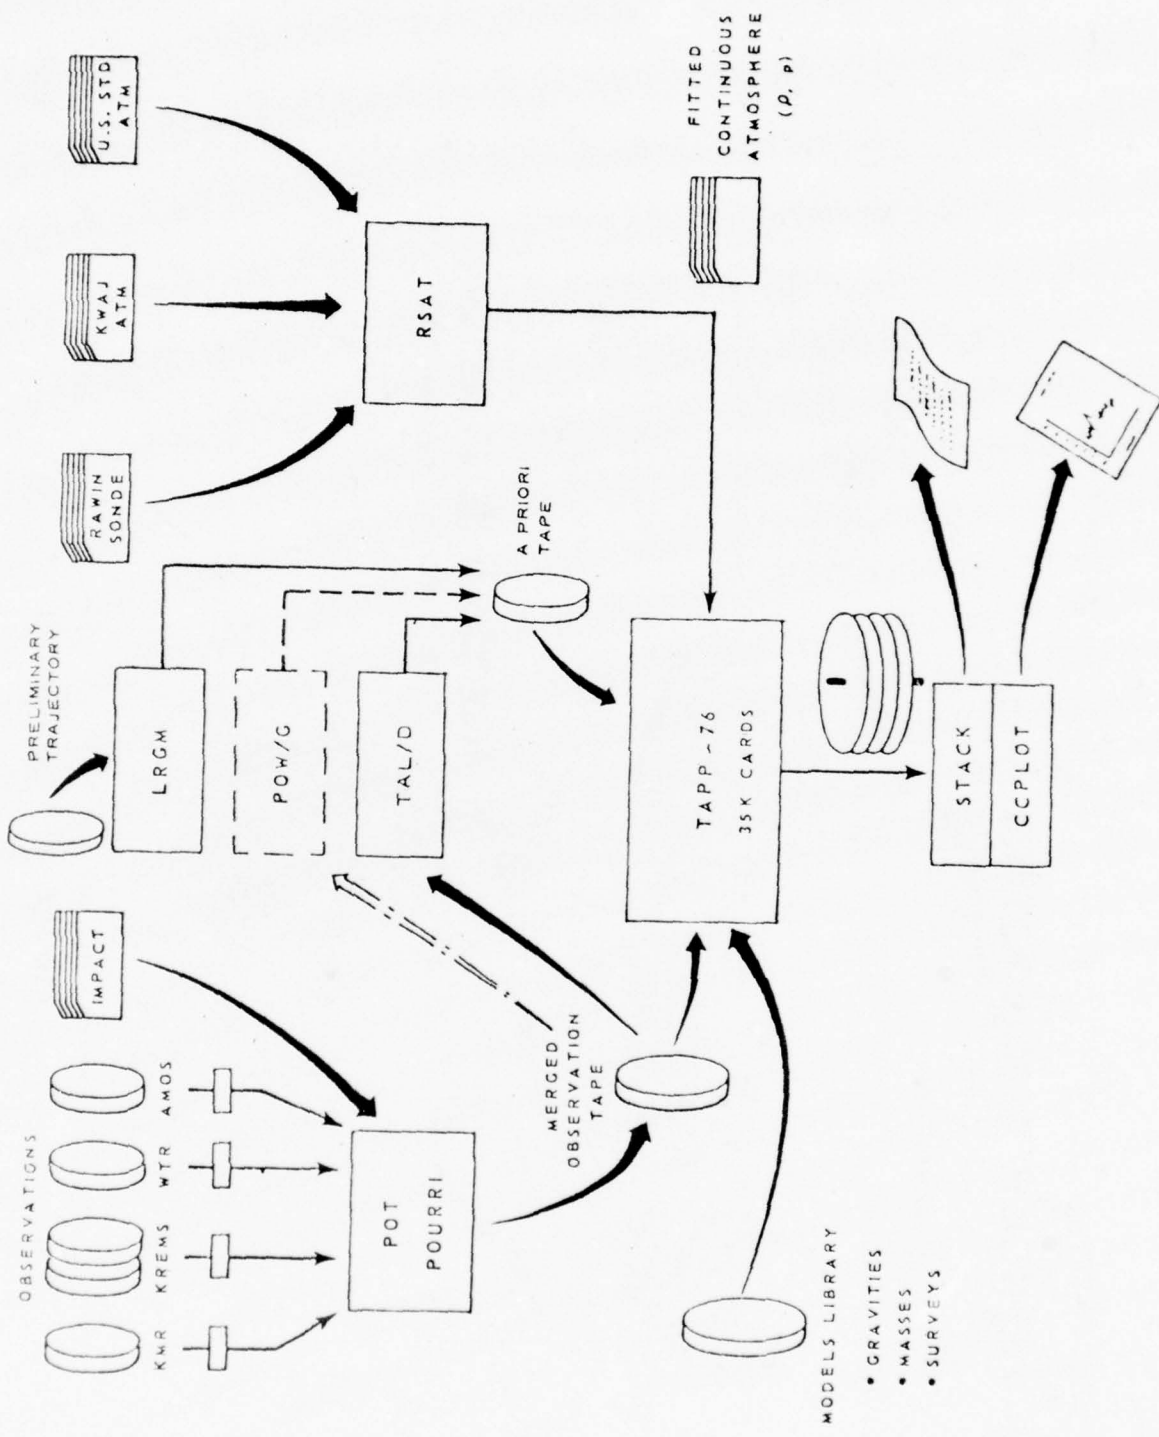 OBSERVATIONS
KMR
KREMS
WTR
AMOS
IMPACT
PRELIMINARY
TRAJECTORY
RAWIN
SONDE
KWAJ
ATM
U.S. STD
ATM
POT
POURRI
LRGM
POW/G
TAL/D
RSAT
MERGED
OBSERVATION
TAPE
A PRIORI
TAPE
TAPP-76
35K CARDS
FITTED
CONTINUOUS
ATMOSPHERE
(ρ, p)
MODELS LIBRARY
• GRAVITIES
• MASSES
• SURVEYS
STACK
CCPLOT